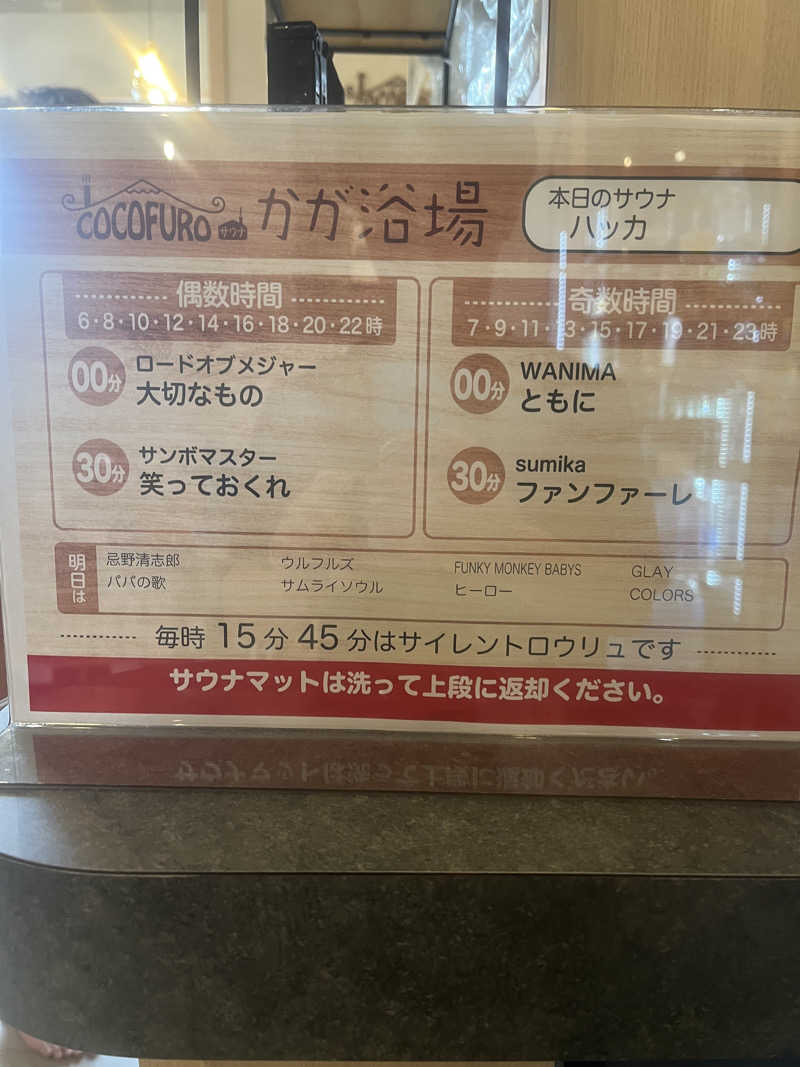 COCOFURO サウナ かが浴場
本日のサウナ
ハッカ
偶数時間
6・8・10・12・14・16・18・20・22時
00分 ロードオブメジャー
大切なもの
30分 サンボマスター
笑っておくれ
奇数時間
7・9・11・13・15・17・19・21・23時
00分 WANIMA
ともに
30分 sumika
ファンファーレ
明日は
忌野清志郎
パパの歌
ウルフルズ
サムライソウル
FUNKY MONKEY BABYS
ヒーロー
GLAY
COLORS
毎時 15分 45分はサイレントロウリュです
サウナマットは洗って上段に返却ください。